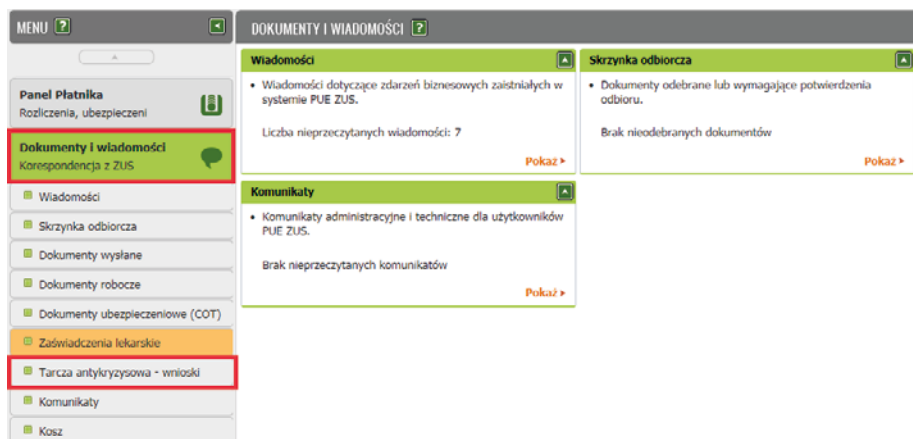 MENU ?
Panel Płatnika
Rozliczenia, ubezpieczeni
Dokumenty i wiadomości
Korespondencja z ZUS
Wiadomości
Skrzynka odbiorcza
Dokumenty wysłane
Dokumenty robocze
Dokumenty ubezpieczeniowe (COT)
Zaświadczenia lekarskie
Tarcza antykryzysowa - wnioski
Komunikaty
Kosz
DOKUMENTY I WIADOMOŚCI ?
Wiadomości
• Wiadomości dotyczące zdarzeń biznesowych zaistniałych w
systemie PUE ZUS.
Liczba nieprzeczytanych wiadomości: 7
Pokaż
Skrzynka odbiorcza
• Dokumenty odebrane lub wymagające potwierdzenia
odbioru.
Brak nieodebranych dokumentów
Pokaż
Komunikaty
• Komunikaty administracyjne i techniczne dla użytkowników
PUE ZUS.
Brak nieprzeczytanych komunikatów
Pokaż